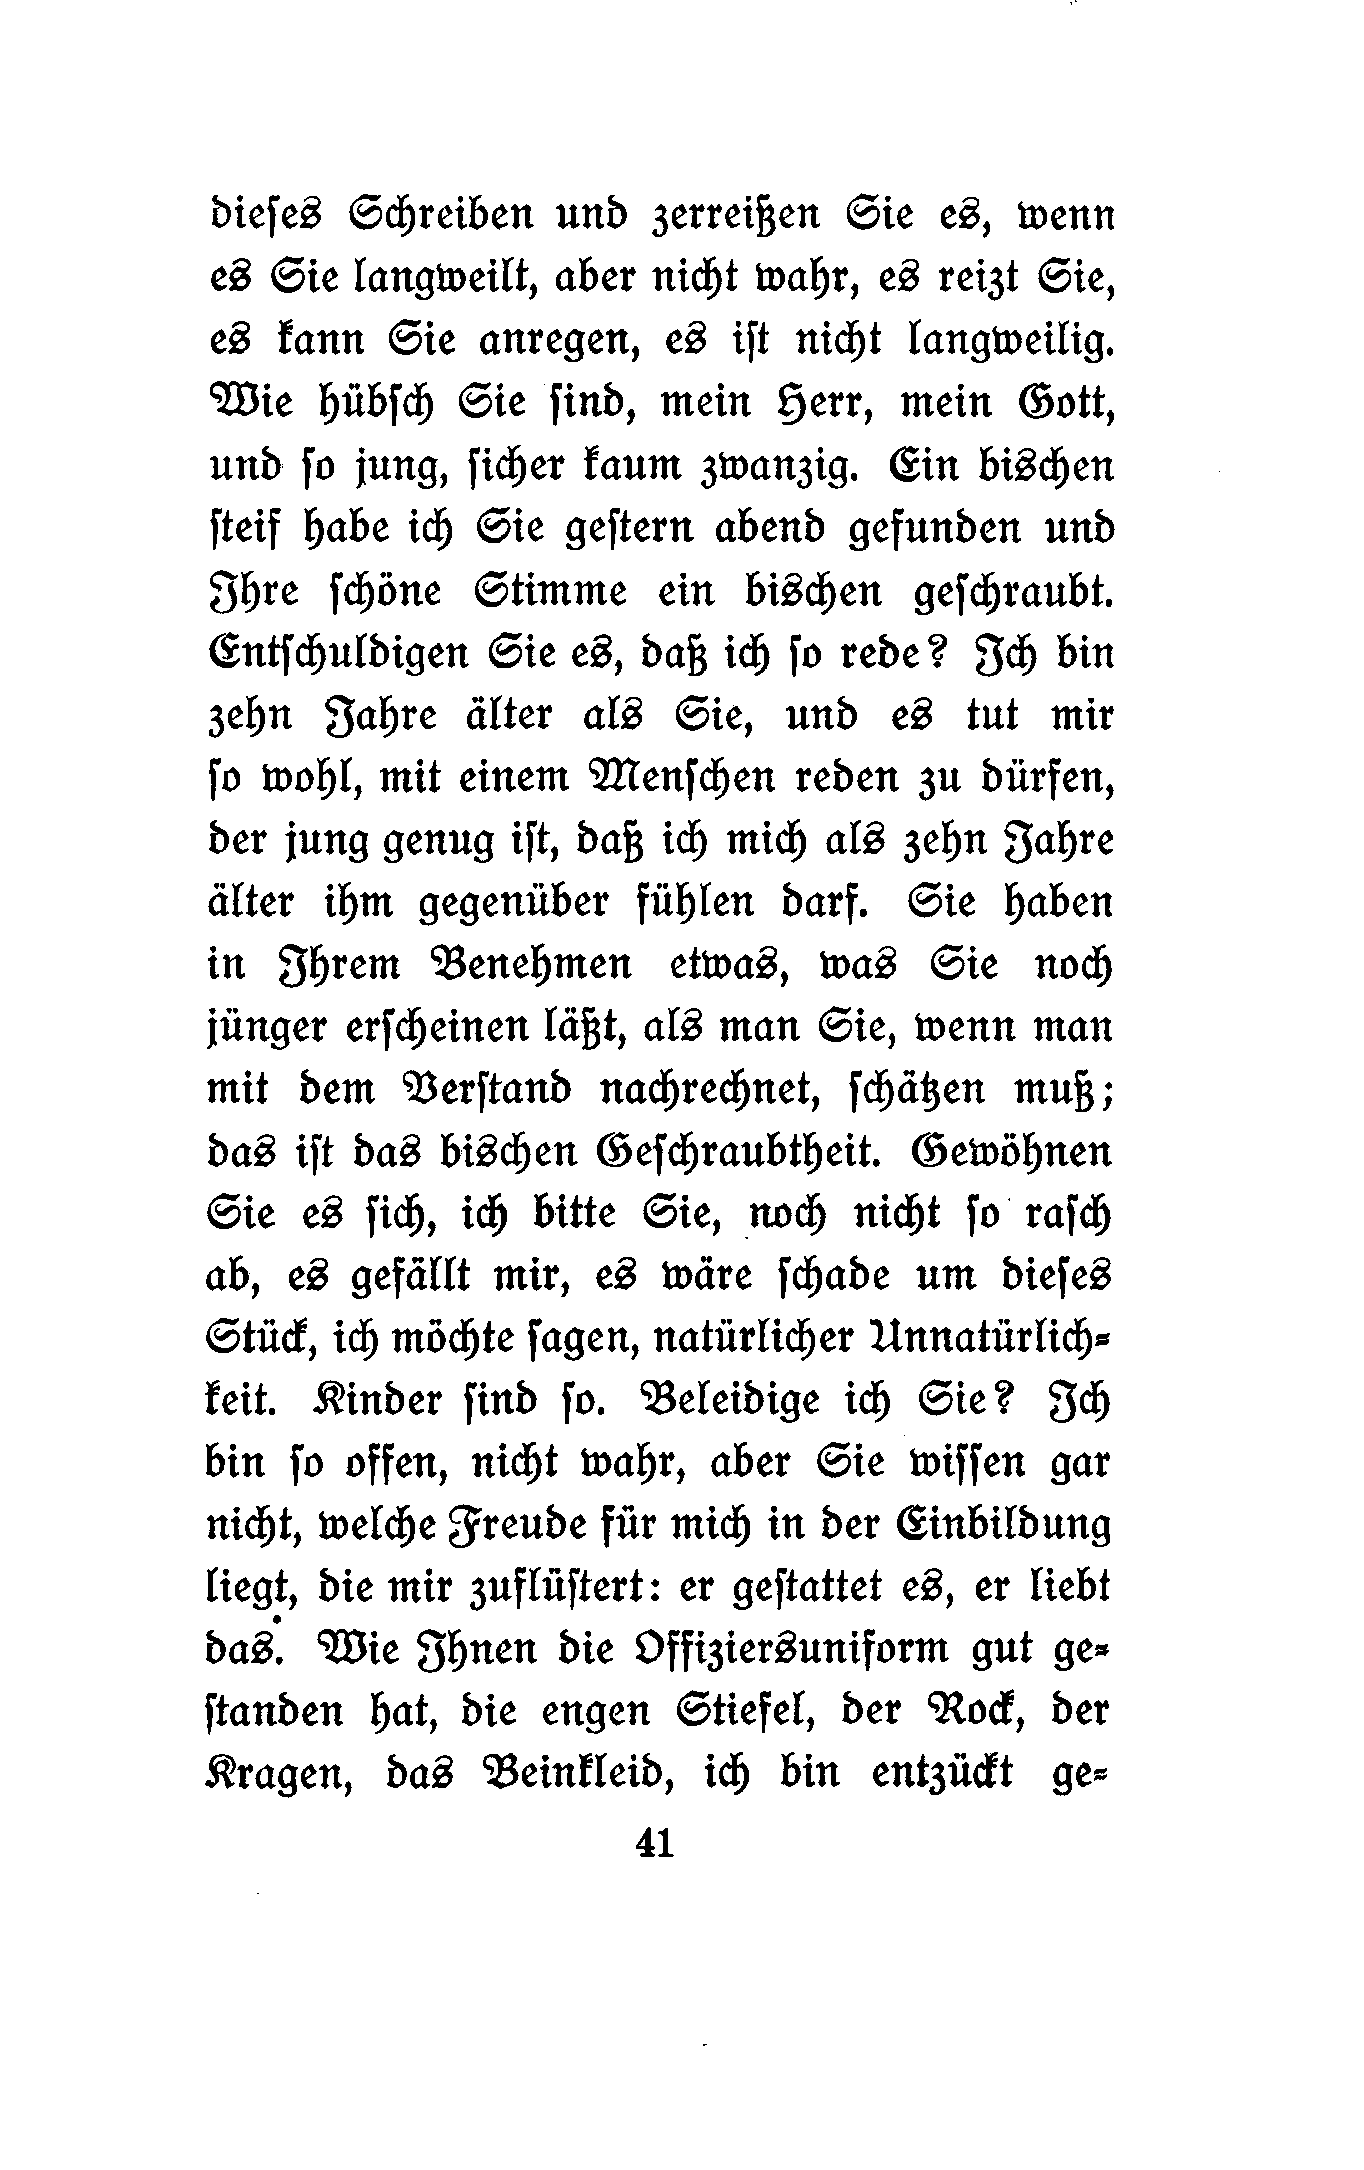 dieſes Schreiben und zerreißen Sie es, wenn
es Sie langweilt, aber nicht wahr, es reizt Sie,
es kann Sie anregen, es iſt nicht langweilig.
Wie hübſch Sie ſind, mein Herr, mein Gott,
und ſo jung, ſicher kaum zwanzig. Ein bischen
ſteif habe ich Sie geſtern abend gefunden und
Ihre ſchöne Stimme ein bischen geſchraubt.
Entſchuldigen Sie es, daß ich ſo rede? Ich bin
zehn Jahre älter als Sie, und es tut mir
ſo wohl, mit einem Menſchen reden zu dürfen,
der jung genug iſt, daß ich mich als zehn Jahre
älter ihm gegenüber fühlen darf. Sie haben
in Ihrem Benehmen etwas, was Sie noch
jünger erſcheinen läßt, als man Sie, wenn man
mit dem Verſtand nachrechnet, ſchätzen muß;
das iſt das bischen Geſchraubtheit. Gewöhnen
Sie es ſich, ich bitte Sie, noch nicht ſo raſch
ab, es gefällt mir, es wäre ſchade um dieſes
Stück, ich möchte ſagen, natürlicher Unnatürlich⸗
keit. Kinder ſind ſo. Beleidige ich Sie? Ich
bin ſo offen, nicht wahr, aber Sie wiſſen gar
nicht, welche Freude für mich in der Einbildung
liegt, die mir zuflüſtert: er geſtattet es, er liebt
das. Wie Ihnen die Offiziersuniform gut ge⸗
ſtanden hat, die engen Stiefel, der Rock, der
Kragen, das Beinkleid, ich bin entzückt ge⸗
41